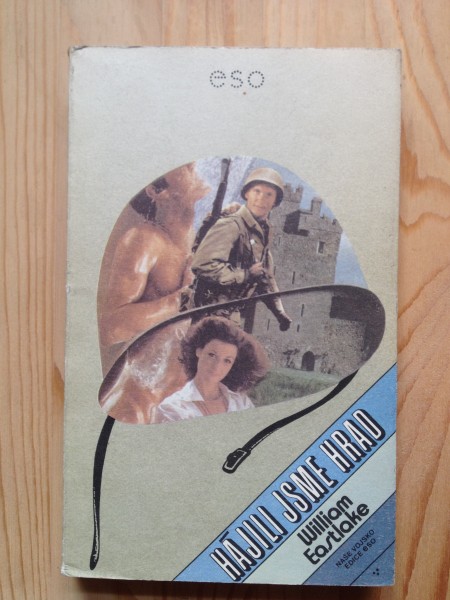 eso
HÁJILI JSME HRAD
William
Eastlake
NAŠE VOJSKO
EDICE eso